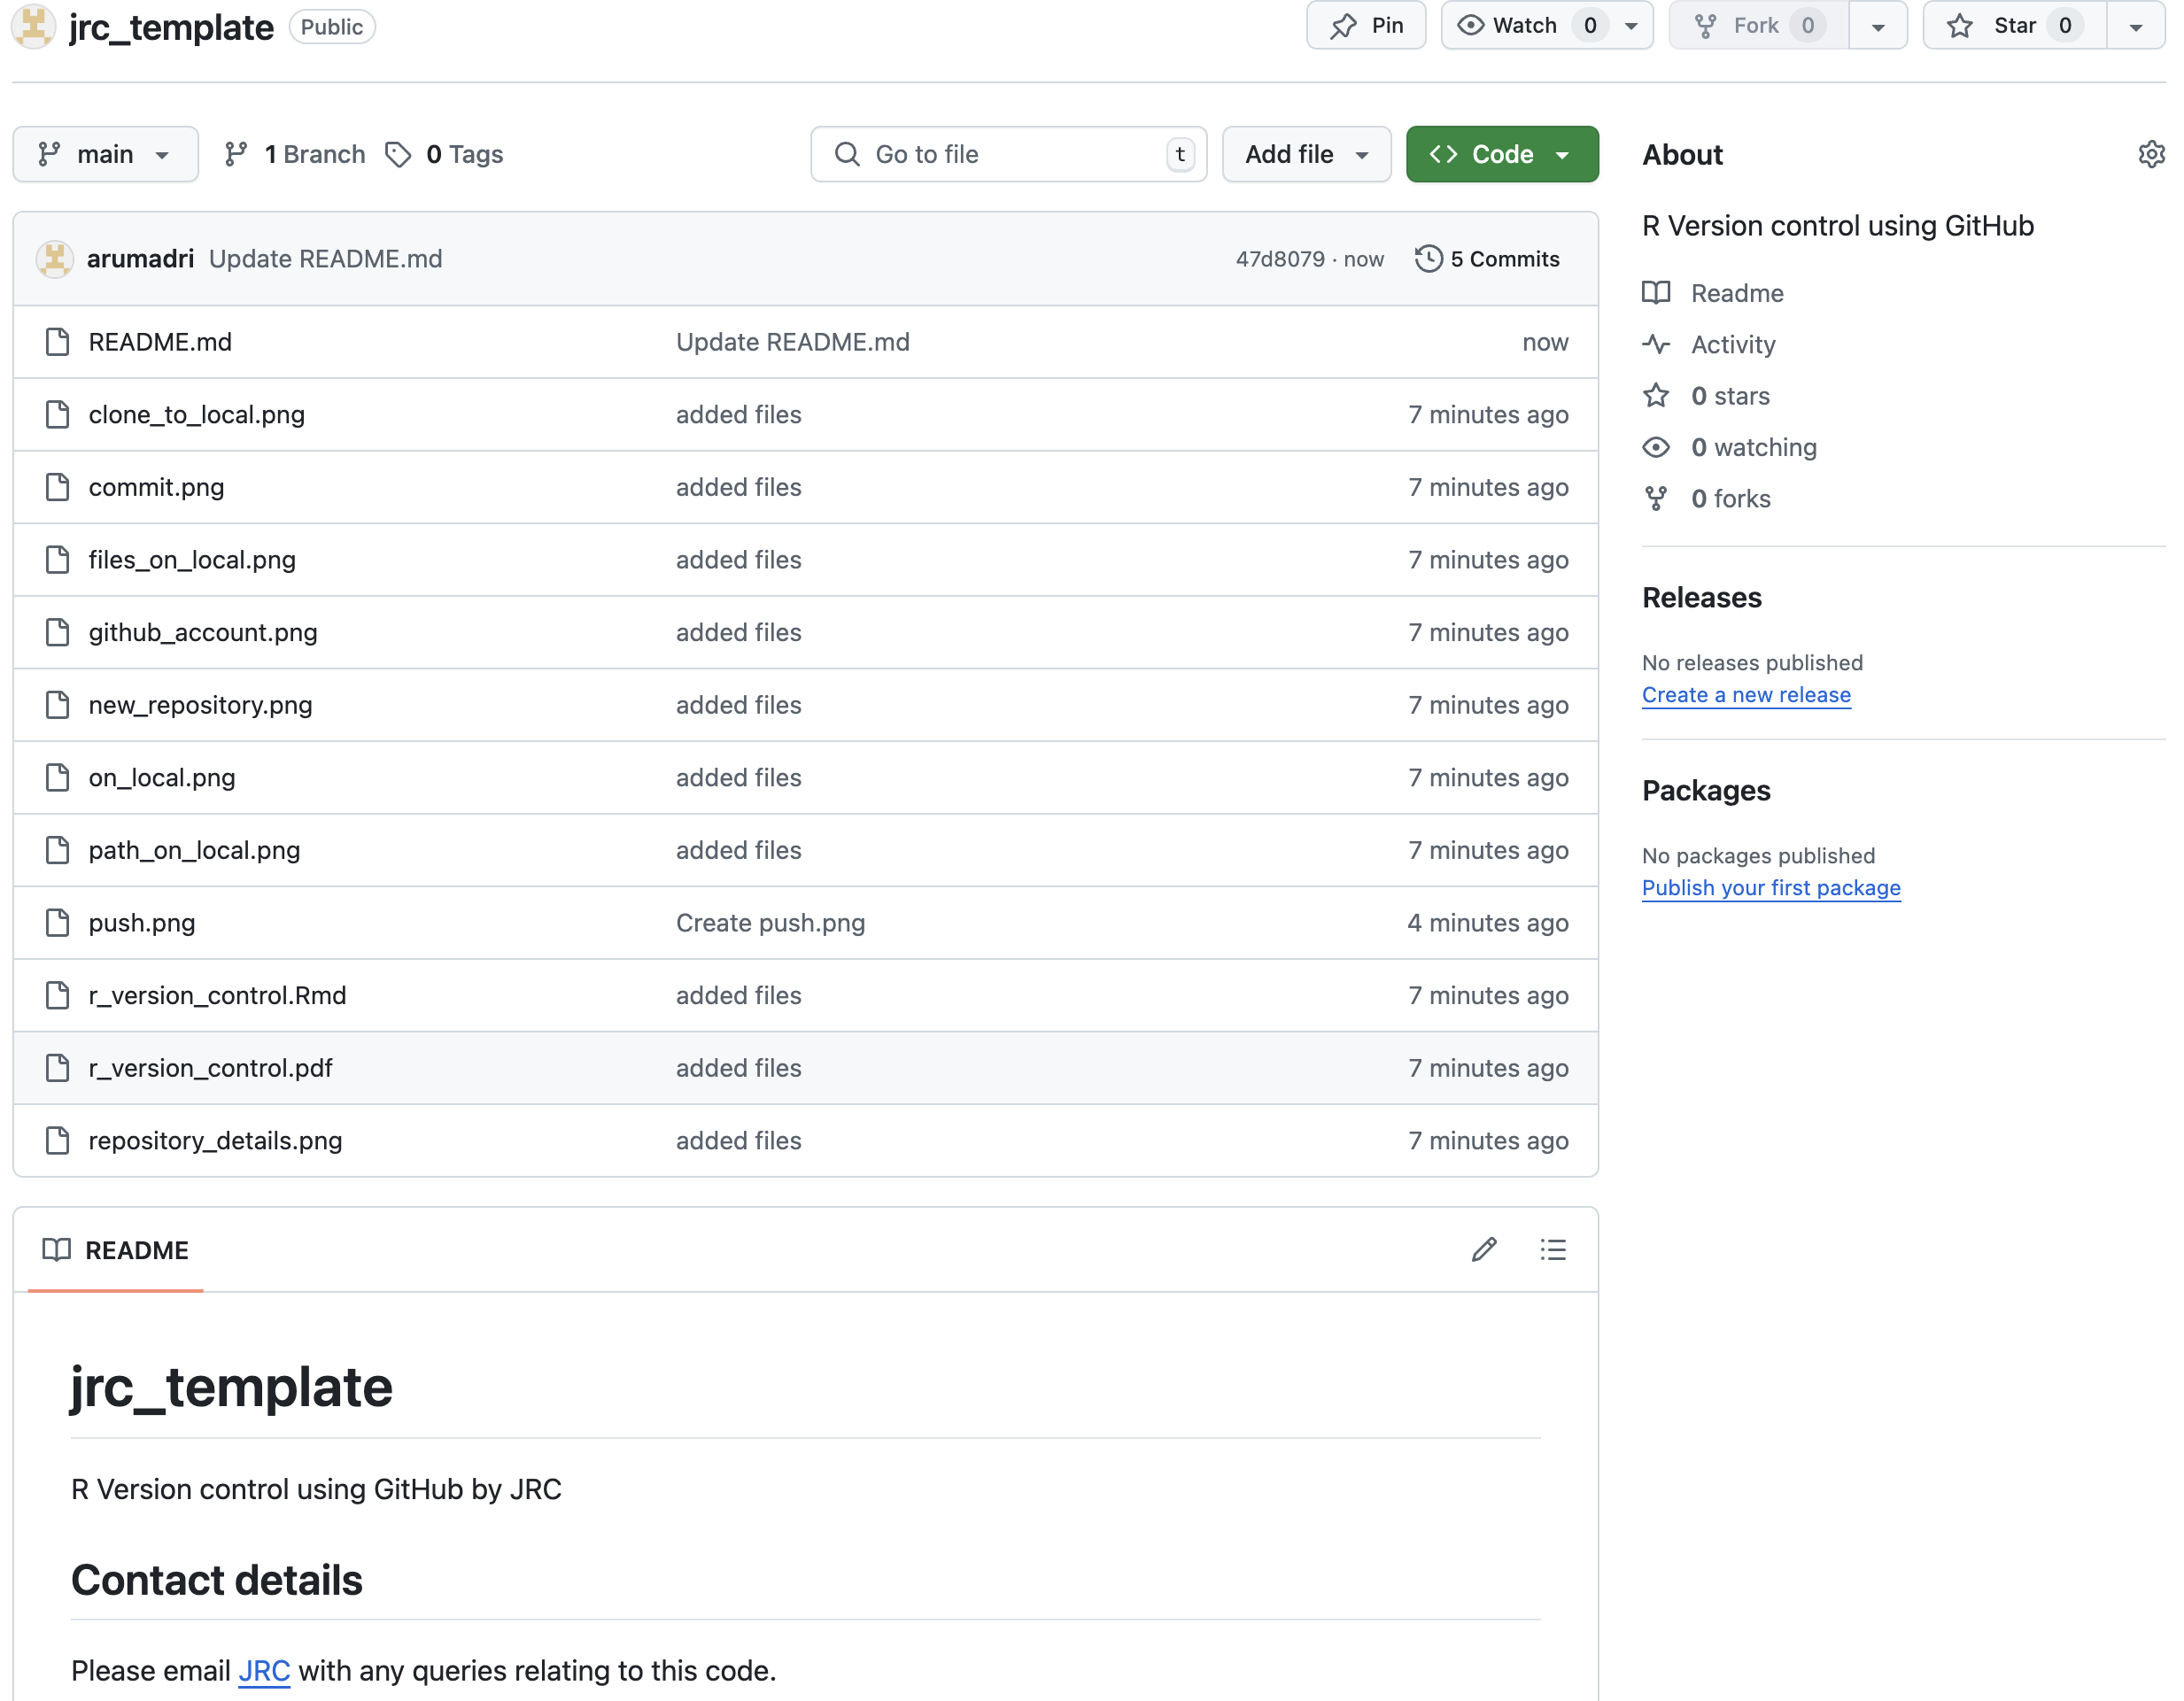 jrc_template Public Pin Watch 0 Fork 0 Star 0
main 1 Branch 0 Tags Go to file t Add file Code
arumadri Update README.md 47d8079 · now 5 Commits
README.md Update README.md now
clone_to_local.png added files 7 minutes ago
commit.png added files 7 minutes ago
files_on_local.png added files 7 minutes ago
github_account.png added files 7 minutes ago
new_repository.png added files 7 minutes ago
on_local.png added files 7 minutes ago
path_on_local.png added files 7 minutes ago
push.png Create push.png 4 minutes ago
r_version_control.Rmd added files 7 minutes ago
r_version_control.pdf added files 7 minutes ago
repository_details.png added files 7 minutes ago
README
jrc_template
R Version control using GitHub by JRC
Contact details
Please email JRC with any queries relating to this code.
About
R Version control using GitHub
Readme
Activity
0 stars
0 watching
0 forks
Releases
No releases published
Create a new release
Packages
No packages published
Publish your first package